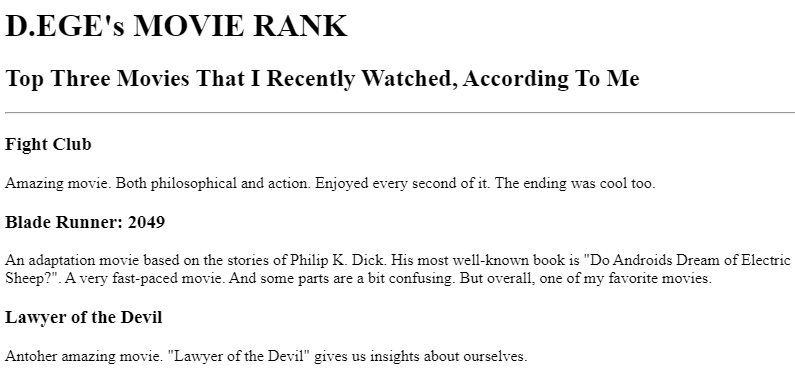 D.EGE's MOVIE RANK
Top Three Movies That I Recently Watched, According To Me
Fight Club
Amazing movie. Both philosophical and action. Enjoyed every second of it. The ending was cool too.
Blade Runner: 2049
An adaptation movie based on the stories of Philip K. Dick. His most well-known book is "Do Androids Dream of Electric
Sheep?". A very fast-paced movie. And some parts are a bit confusing. But overall, one of my favorite movies.
Lawyer of the Devil
Antoher amazing movie. "Lawyer of the Devil" gives us insights about ourselves.